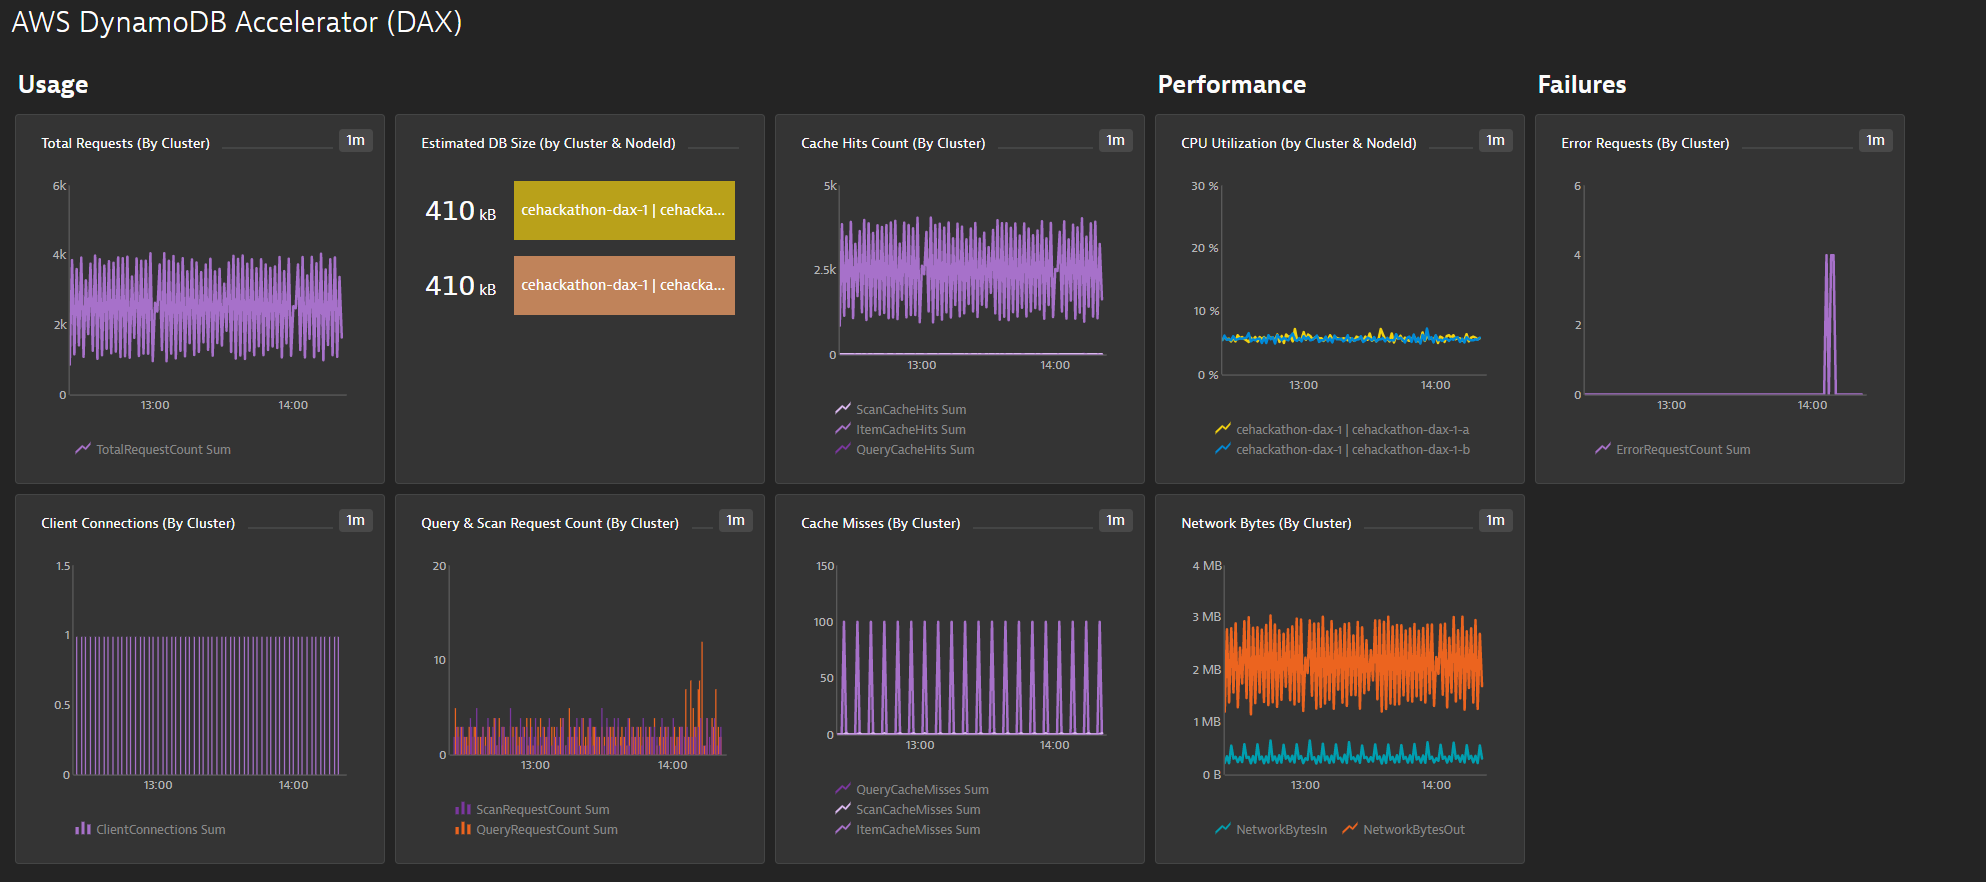 AWS DynamoDB Accelerator (DAX)
Usage
Performance
Failures
Total Requests (By Cluster)
1m
6k
4k
2k
0
13:00
14:00
TotalRequestCount Sum
Estimated DB Size (by Cluster & NodeId)
410 kB
cehackathon-dax-1 | cehacka...
410 kB
cehackathon-dax-1 | cehacka...
Cache Hits Count (By Cluster)
1m
5k
2.5k
0
13:00
14:00
ScanCacheHits Sum
ItemCacheHits Sum
QueryCacheHits Sum
CPU Utilization (by Cluster & NodeId)
1m
30 %
20 %
10 %
0 %
13:00
14:00
cehackathon-dax-1 | cehackathon-dax-1-a
cehackathon-dax-1 | cehackathon-dax-1-b
Error Requests (By Cluster)
1m
6
4
2
0
13:00
14:00
ErrorRequestCount Sum
Client Connections (By Cluster)
1m
1.5
1
0.5
0
13:00
14:00
ClientConnections Sum
Query & Scan Request Count (By Cluster)
1m
20
10
0
13:00
14:00
ScanRequestCount Sum
QueryRequestCount Sum
Cache Misses (By Cluster)
1m
150
100
50
0
13:00
14:00
QueryCacheMisses Sum
ScanCacheMisses Sum
ItemCacheMisses Sum
Network Bytes (By Cluster)
1m
4 MB
3 MB
2 MB
1 MB
0 B
13:00
14:00
NetworkBytesIn
NetworkBytesOut